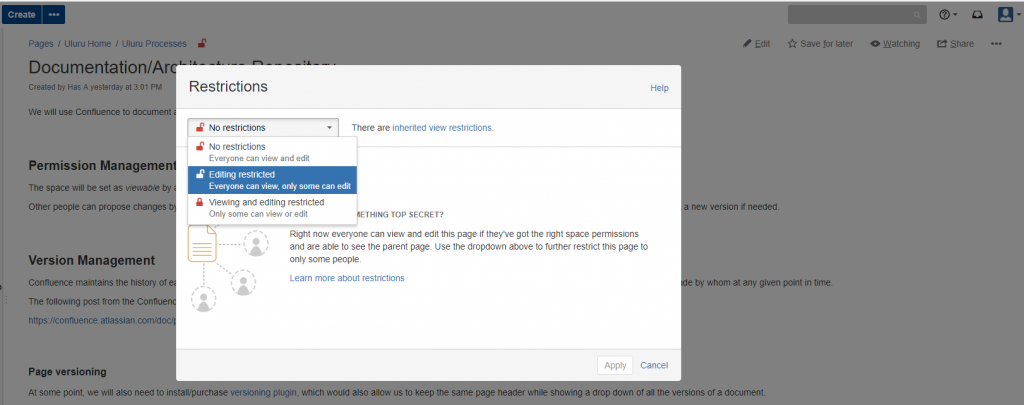 Create •••
Pages / Uluru Home / Uluru Processes
Edit Save for later Watching Share •••
Documentation/Architecture Repository
Created by Has A yesterday at 3.01 PM
We will use Confluence to document
Permission Management
The space will be set as viewable by
Other people can propose changes by
a new version if needed.
Version Management
Confluence maintains the history of
by whom at any given point in time.
The following post from the Confluence
https://confluence.atlassian.com/doc/
Page versioning
At some point, we will also need to install/purchase versioning plugin, which would also allow us to keep the same page header while showing a drop down of all the versions of a document.
Restrictions
Help
No restrictions
There are inherited view restrictions.
No restrictions
Everyone can view and edit
Editing restricted
Everyone can view, only some can edit
Viewing and editing restricted
Only some can view or edit
TOP SECRET?
Right now everyone can view and edit this page if they've got the right space permissions
and are able to see the parent page. Use the dropdown above to further restrict this page to
only some people.
Learn more about restrictions
Apply Cancel